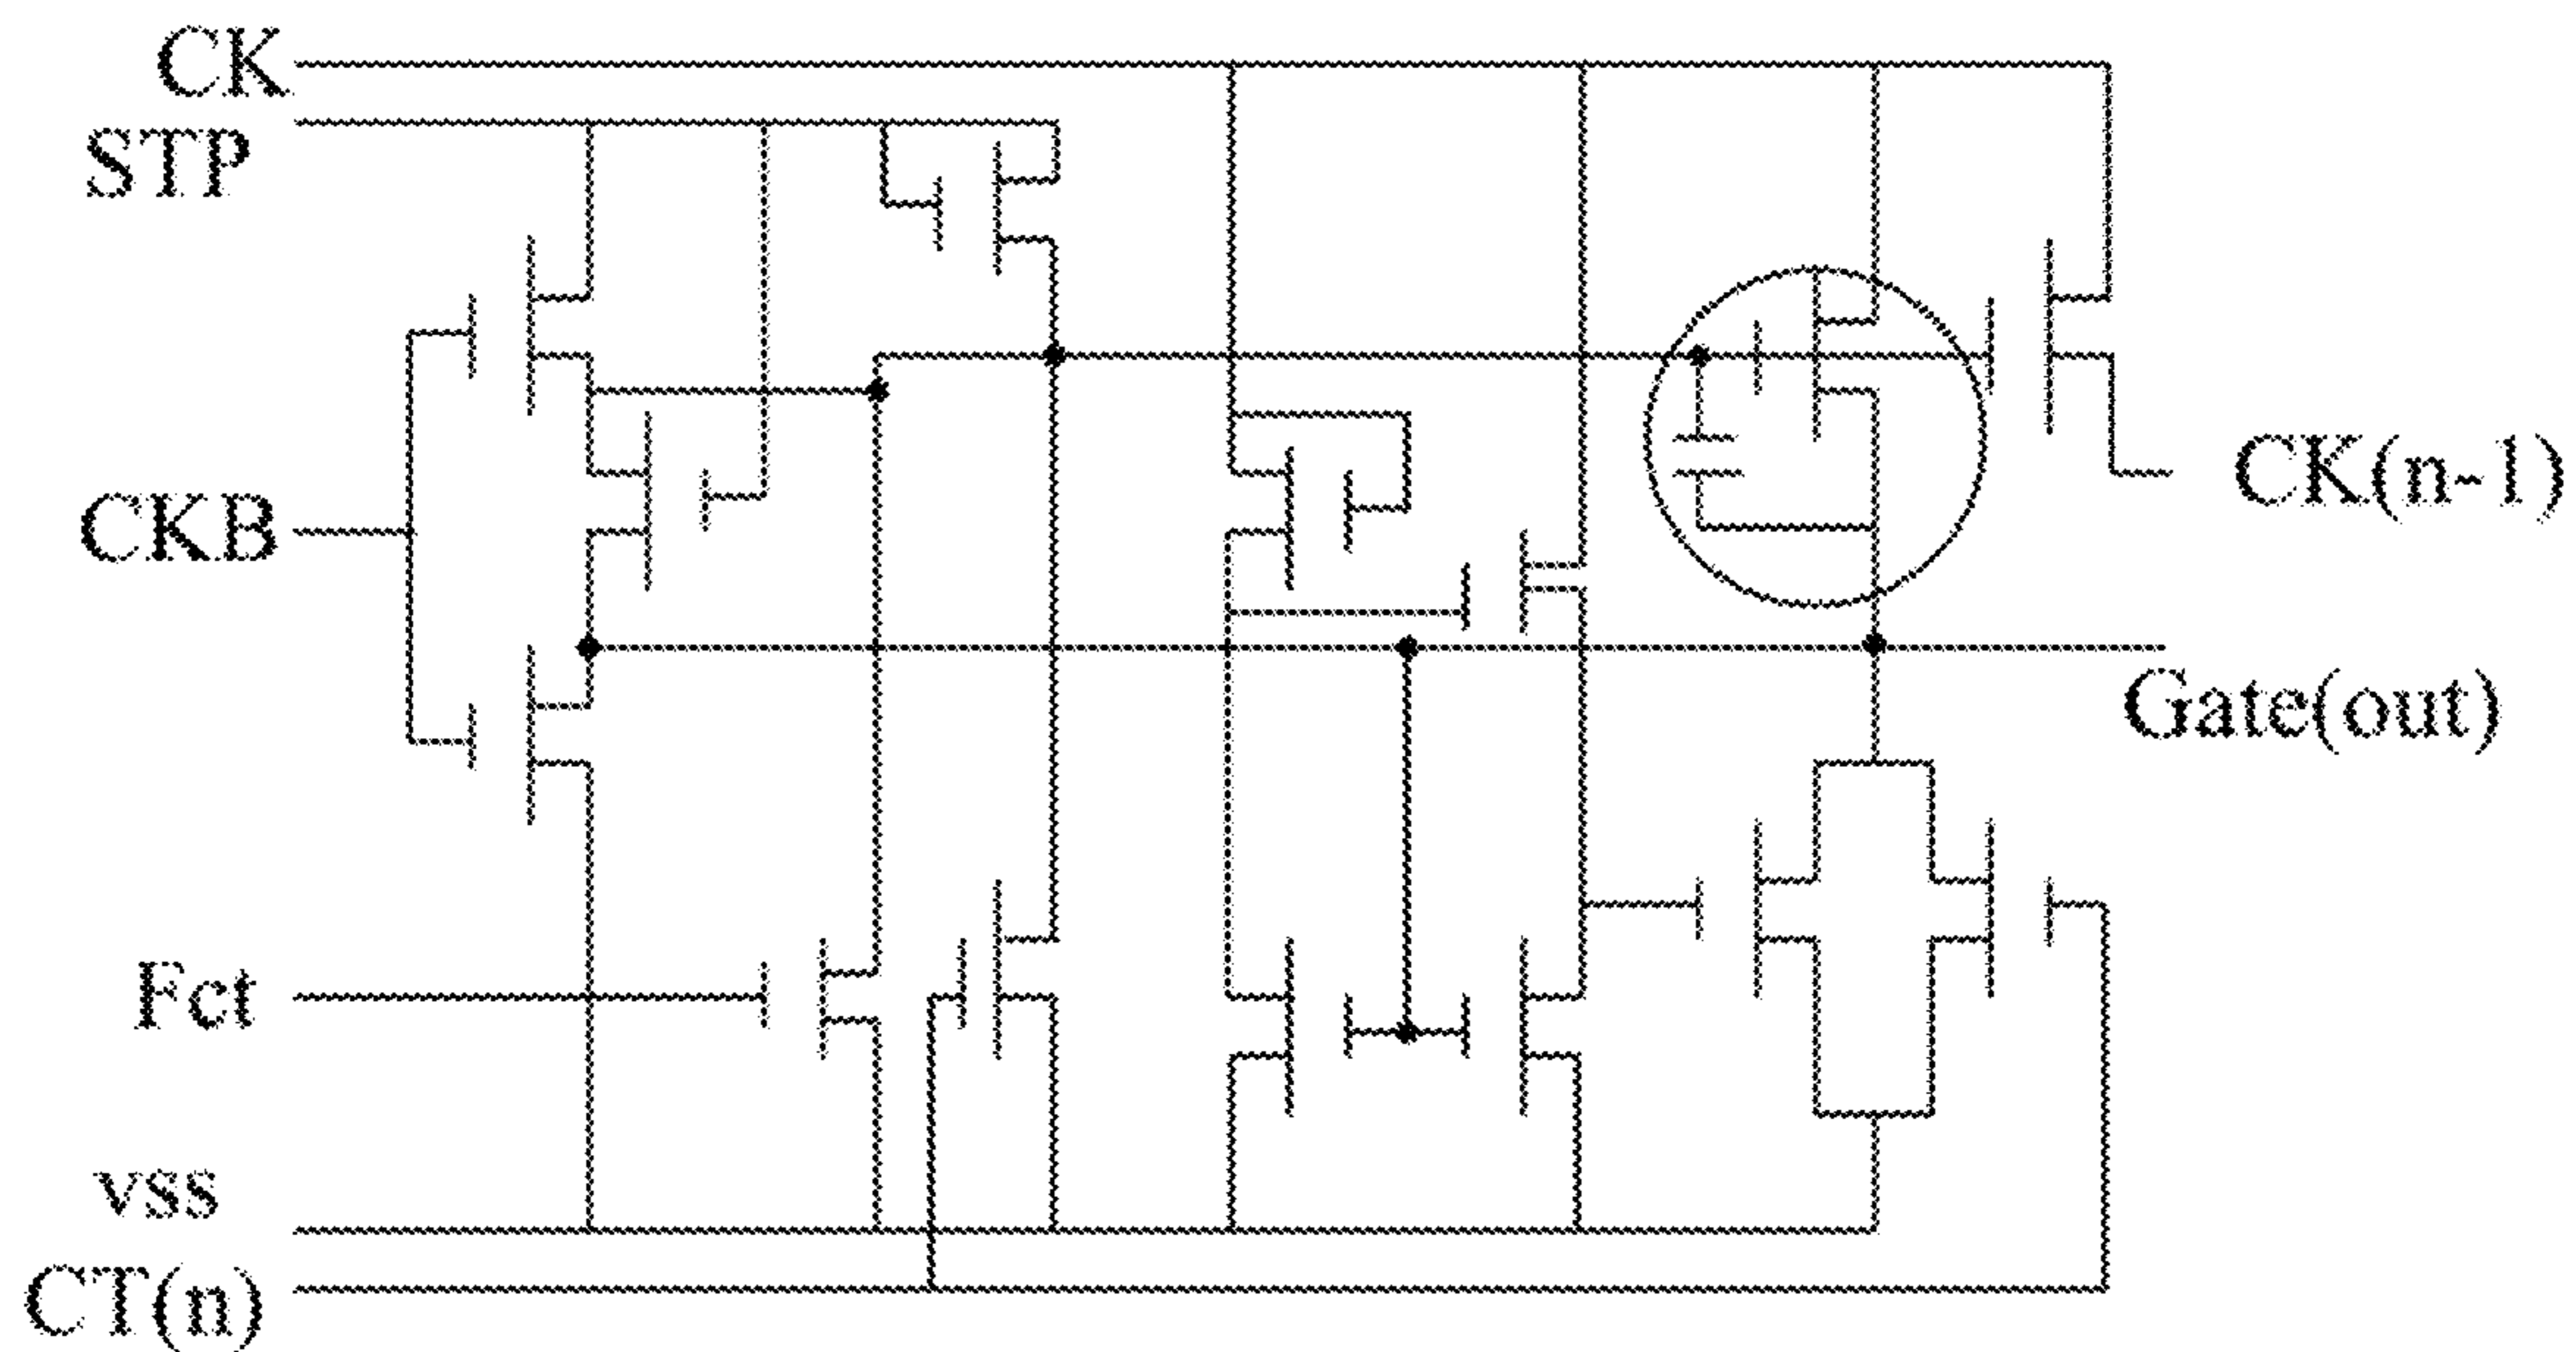 CK
STP
CK(n-1)
CKB
Gate(out)
Fct
vss
CT(n)